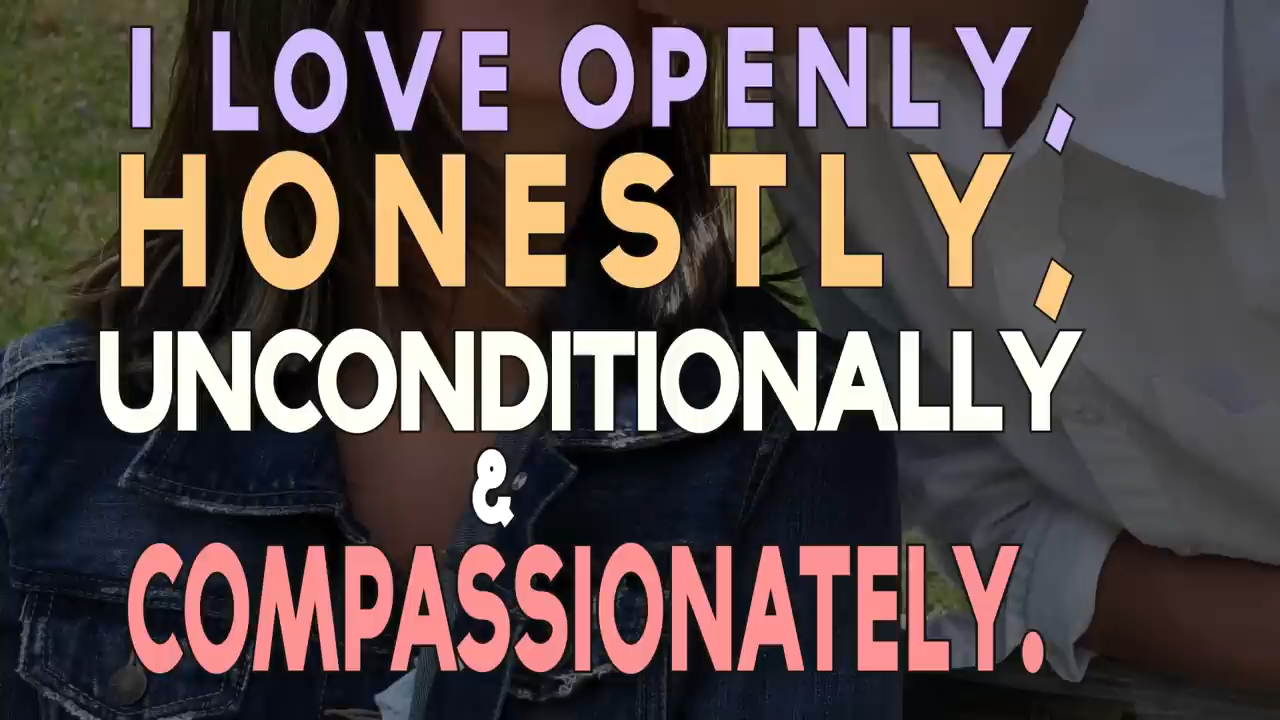 I LOVE OPENLY,
HONESTLY,
UNCONDITIONALLY
&
COMPASSIONATELY.